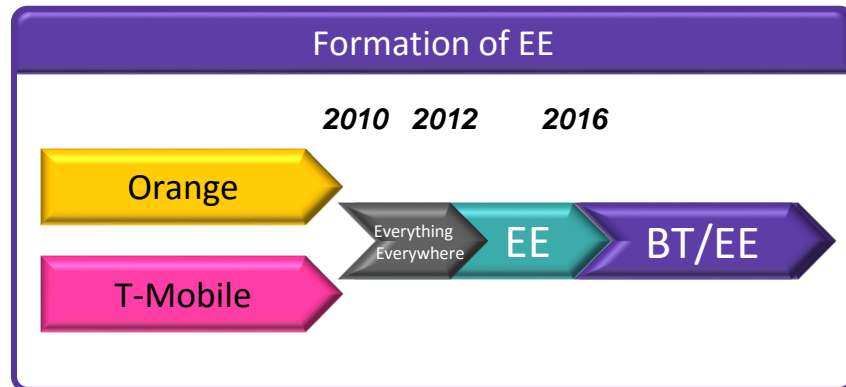 Formation of EE
2010 2012 2016
Orange
Everything
Everywhere
EE
BT/EE
T-Mobile